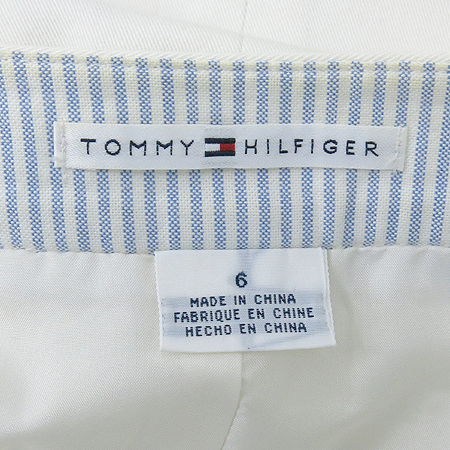 TOMMY HILFIGER
6
MADE IN CHINA
FABRIQUE EN CHINE
HECHO EN CHINA